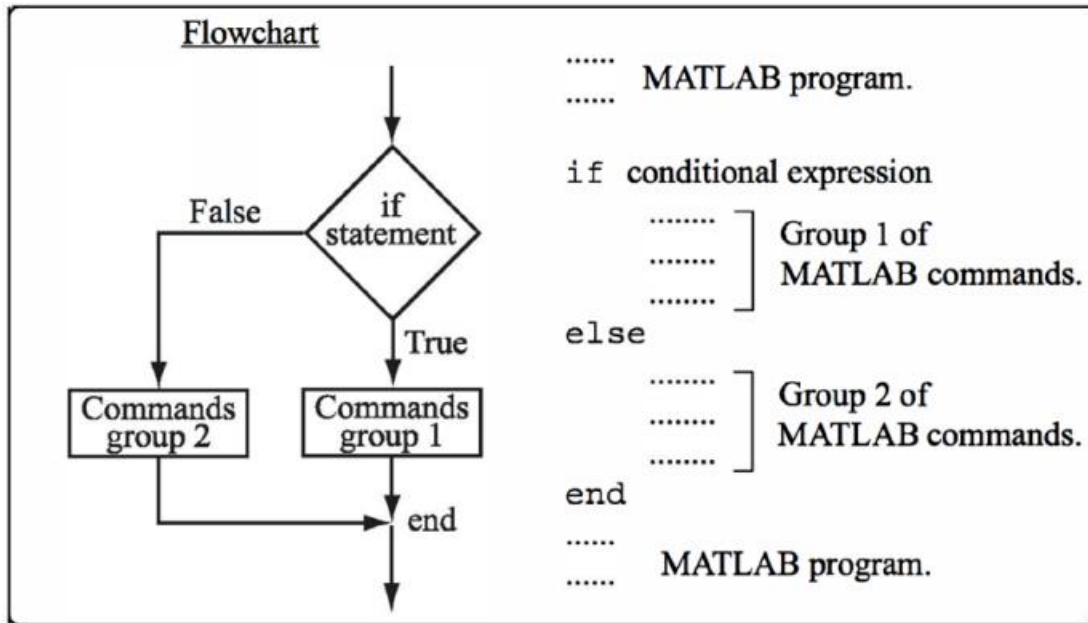 Flowchart
if
statement
False
True
Commands
group 2
Commands
group 1
end
......
...... MATLAB program.
if conditional expression
........
........
........
Group 1 of
MATLAB commands.
else
........
........
........
Group 2 of
MATLAB commands.
end
......
...... MATLAB program.